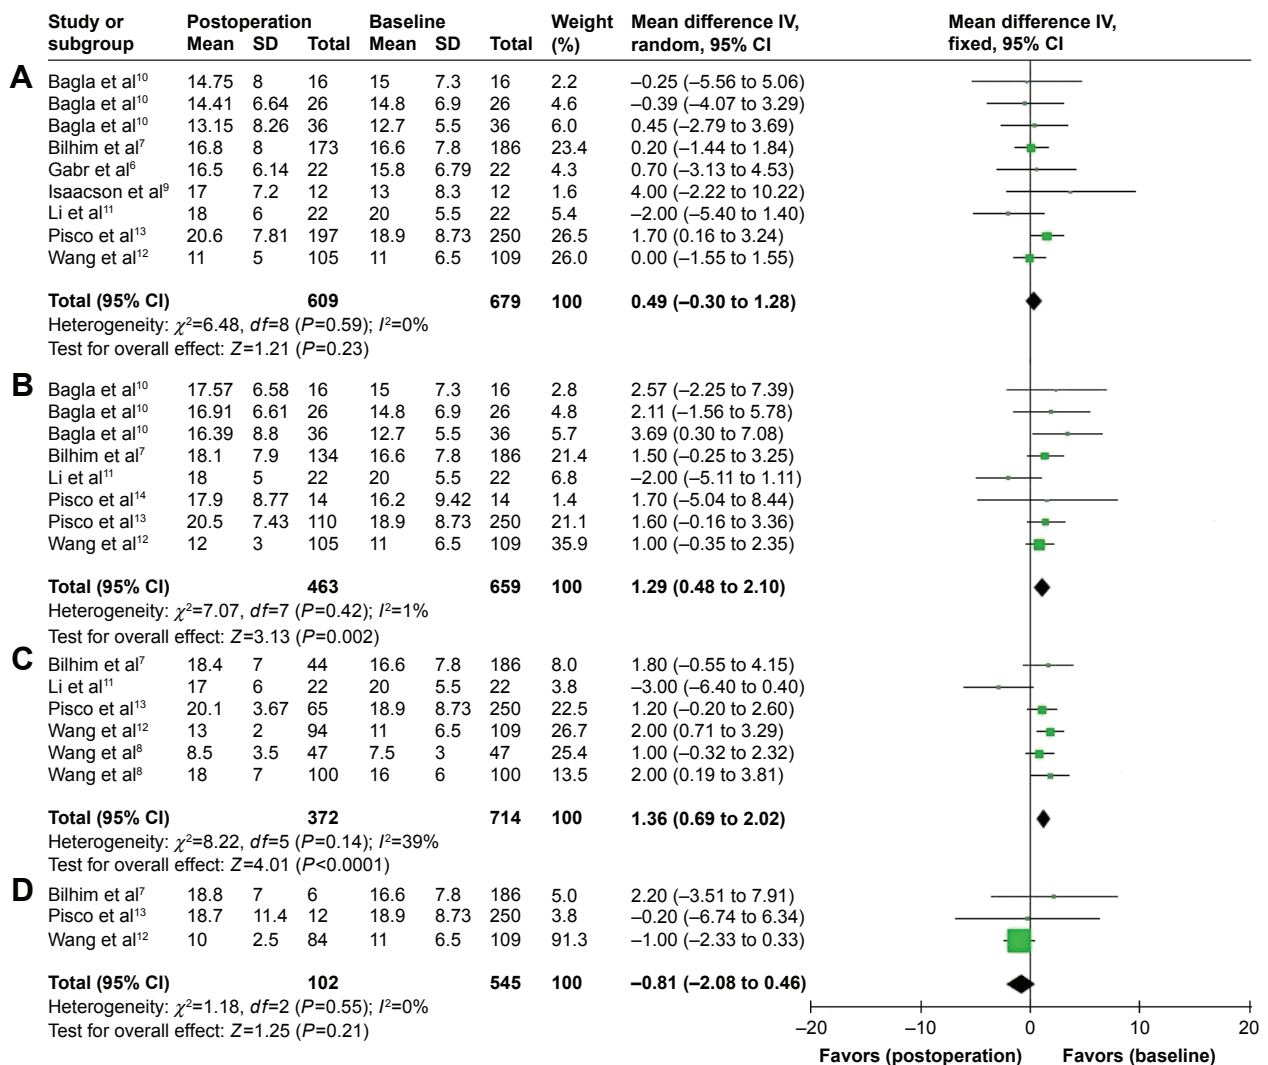 Study or subgroup Postoperation Baseline Weight (%) Mean difference IV, random, 95% CI Mean difference IV, fixed, 95% CI
Mean SD Total Mean SD Total
A
Bagla et al10 14.75 8 16 15 7.3 16 2.2 –0.25 (–5.56 to 5.06)
Bagla et al10 14.41 6.64 26 14.8 6.9 26 4.6 –0.39 (–4.07 to 3.29)
Bagla et al10 13.15 8.26 36 12.7 5.5 36 6.0 0.45 (–2.79 to 3.69)
Bilhim et al7 16.8 8 173 16.6 7.8 186 23.4 0.20 (–1.44 to 1.84)
Gabr et al6 16.5 6.14 22 15.8 6.79 22 4.3 0.70 (–3.13 to 4.53)
Isaacson et al9 17 7.2 12 13 8.3 12 1.6 4.00 (–2.22 to 10.22)
Li et al11 18 6 22 20 5.5 22 5.4 –2.00 (–5.40 to 1.40)
Pisco et al13 20.6 7.81 197 18.9 8.73 250 26.5 1.70 (0.16 to 3.24)
Wang et al12 11 5 105 11 6.5 109 26.0 0.00 (–1.55 to 1.55)
Total (95% CI) 609 679 100 0.49 (–0.30 to 1.28)
Heterogeneity: χ2=6.48, df=8 (P=0.59); I2=0%
Test for overall effect: Z=1.21 (P=0.23)
B
Bagla et al10 17.57 6.58 16 15 7.3 16 2.8 2.57 (–2.25 to 7.39)
Bagla et al10 16.91 6.61 26 14.8 6.9 26 4.8 2.11 (–1.56 to 5.78)
Bagla et al10 16.39 8.8 36 12.7 5.5 36 5.7 3.69 (0.30 to 7.08)
Bilhim et al7 18.1 7.9 134 16.6 7.8 186 21.4 1.50 (–0.25 to 3.25)
Li et al11 18 5 22 20 5.5 22 6.8 –2.00 (–5.11 to 1.11)
Pisco et al14 17.9 8.77 14 16.2 9.42 14 1.4 1.70 (–5.04 to 8.44)
Pisco et al13 20.5 7.43 110 18.9 8.73 250 21.1 1.60 (–0.16 to 3.36)
Wang et al12 12 3 105 11 6.5 109 35.9 1.00 (–0.35 to 2.35)
Total (95% CI) 463 659 100 1.29 (0.48 to 2.10)
Heterogeneity: χ2=7.07, df=7 (P=0.42); I2=1%
Test for overall effect: Z=3.13 (P=0.002)
C
Bilhim et al7 18.4 7 44 16.6 7.8 186 8.0 1.80 (–0.55 to 4.15)
Li et al11 17 6 22 20 5.5 22 3.8 –3.00 (–6.40 to 0.40)
Pisco et al13 20.1 3.67 65 18.9 8.73 250 22.5 1.20 (–0.20 to 2.60)
Wang et al12 13 2 94 11 6.5 109 26.7 2.00 (0.71 to 3.29)
Wang et al8 8.5 3.5 47 7.5 3 47 25.4 1.00 (–0.32 to 2.32)
Wang et al8 18 7 100 16 6 100 13.5 2.00 (0.19 to 3.81)
Total (95% CI) 372 714 100 1.36 (0.69 to 2.02)
Heterogeneity: χ2=8.22, df=5 (P=0.14); I2=39%
Test for overall effect: Z=4.01 (P<0.0001)
D
Bilhim et al7 18.8 7 6 16.6 7.8 186 5.0 2.20 (–3.51 to 7.91)
Pisco et al13 18.7 11.4 12 18.9 8.73 250 3.8 –0.20 (–6.74 to 6.34)
Wang et al12 10 2.5 84 11 6.5 109 91.3 –1.00 (–2.33 to 0.33)
Total (95% CI) 102 545 100 –0.81 (–2.08 to 0.46)
Heterogeneity: χ2=1.18, df=2 (P=0.55); I2=0%
Test for overall effect: Z=1.25 (P=0.21)
–20 –10 0 10 20
Favors (postoperation) Favors (baseline)